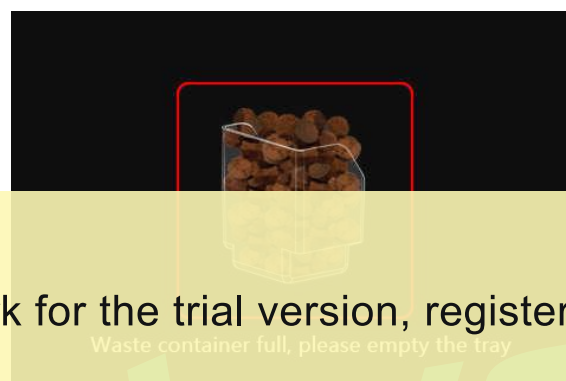 k for the trial version, register
Waste container full, please empty the tray